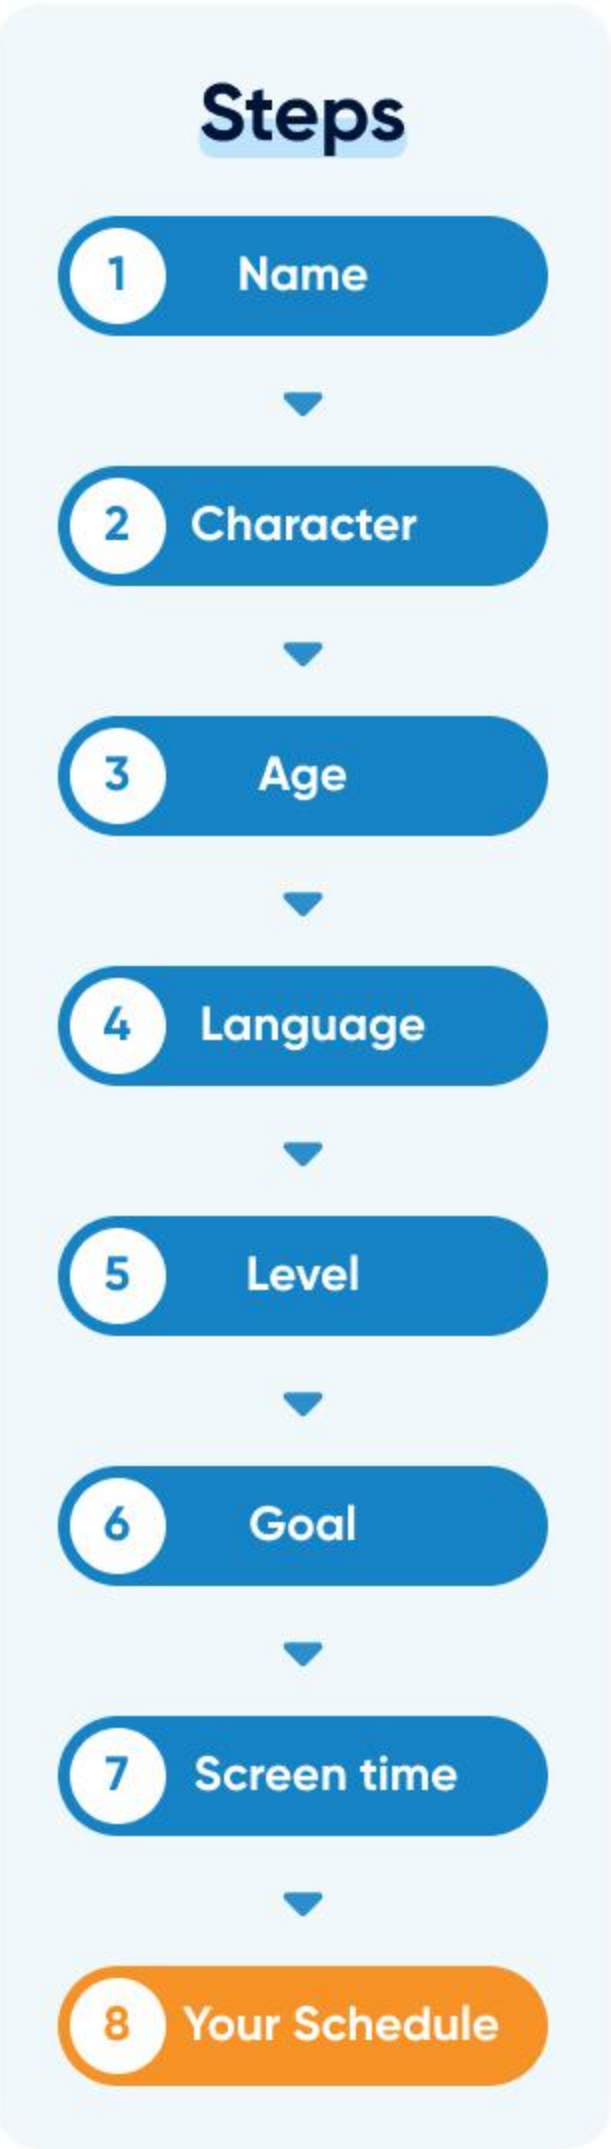 Steps
1 Name
2 Character
3 Age
4 Language
5 Level
6 Goal
7 Screen time
8 Your Schedule